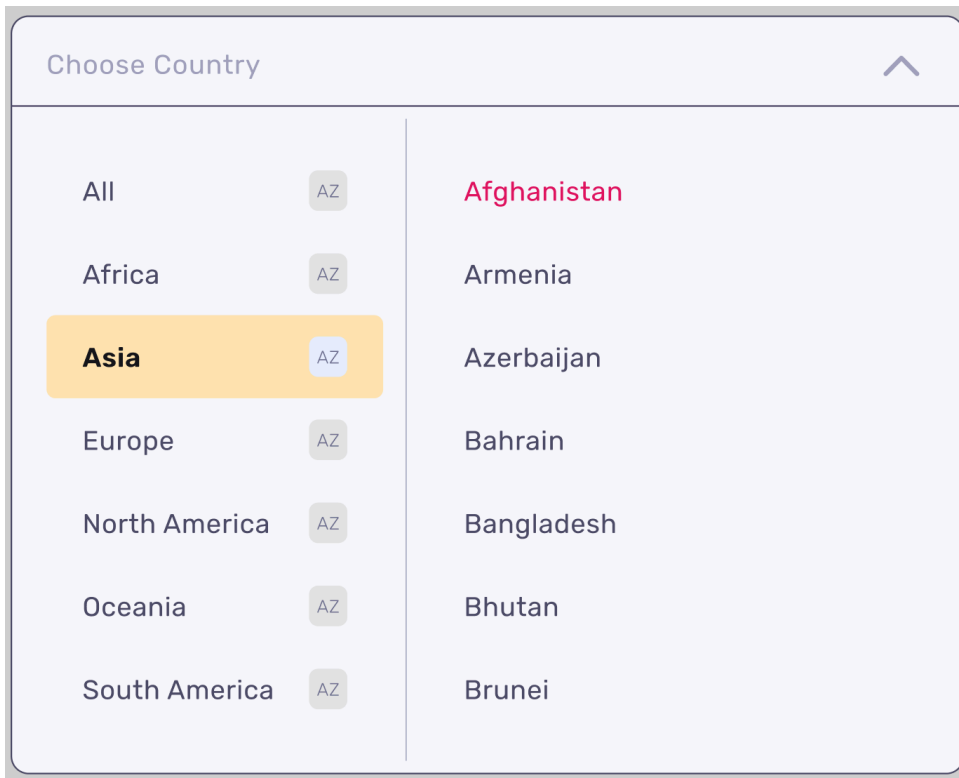 Choose Country
All AZ
Africa AZ
Asia AZ
Europe AZ
North America AZ
Oceania AZ
South America AZ
Afghanistan
Armenia
Azerbaijan
Bahrain
Bangladesh
Bhutan
Brunei